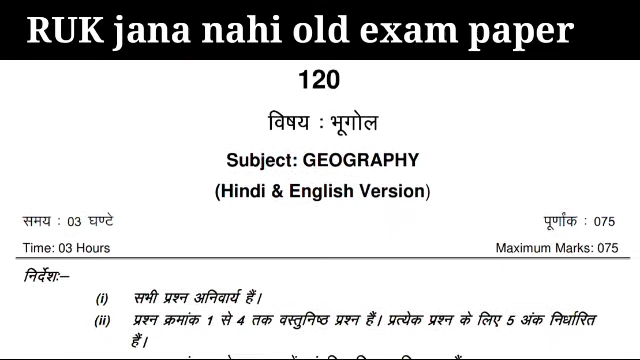 RUK jana nahi old exam paper
120
विषय : भूगोल
Subject: GEOGRAPHY
(Hindi & English Version)
समय : 03 घण्टे पूर्णांक : 075
Time: 03 Hours Maximum Marks: 075
निर्देश:–
(i) सभी प्रश्न अनिवार्य हैं।
(ii) प्रश्न क्रमांक 1 से 4 तक वस्तुनिष्ठ प्रश्न हैं। प्रत्येक प्रश्न के लिए 5 अंक निर्धारित
हैं।